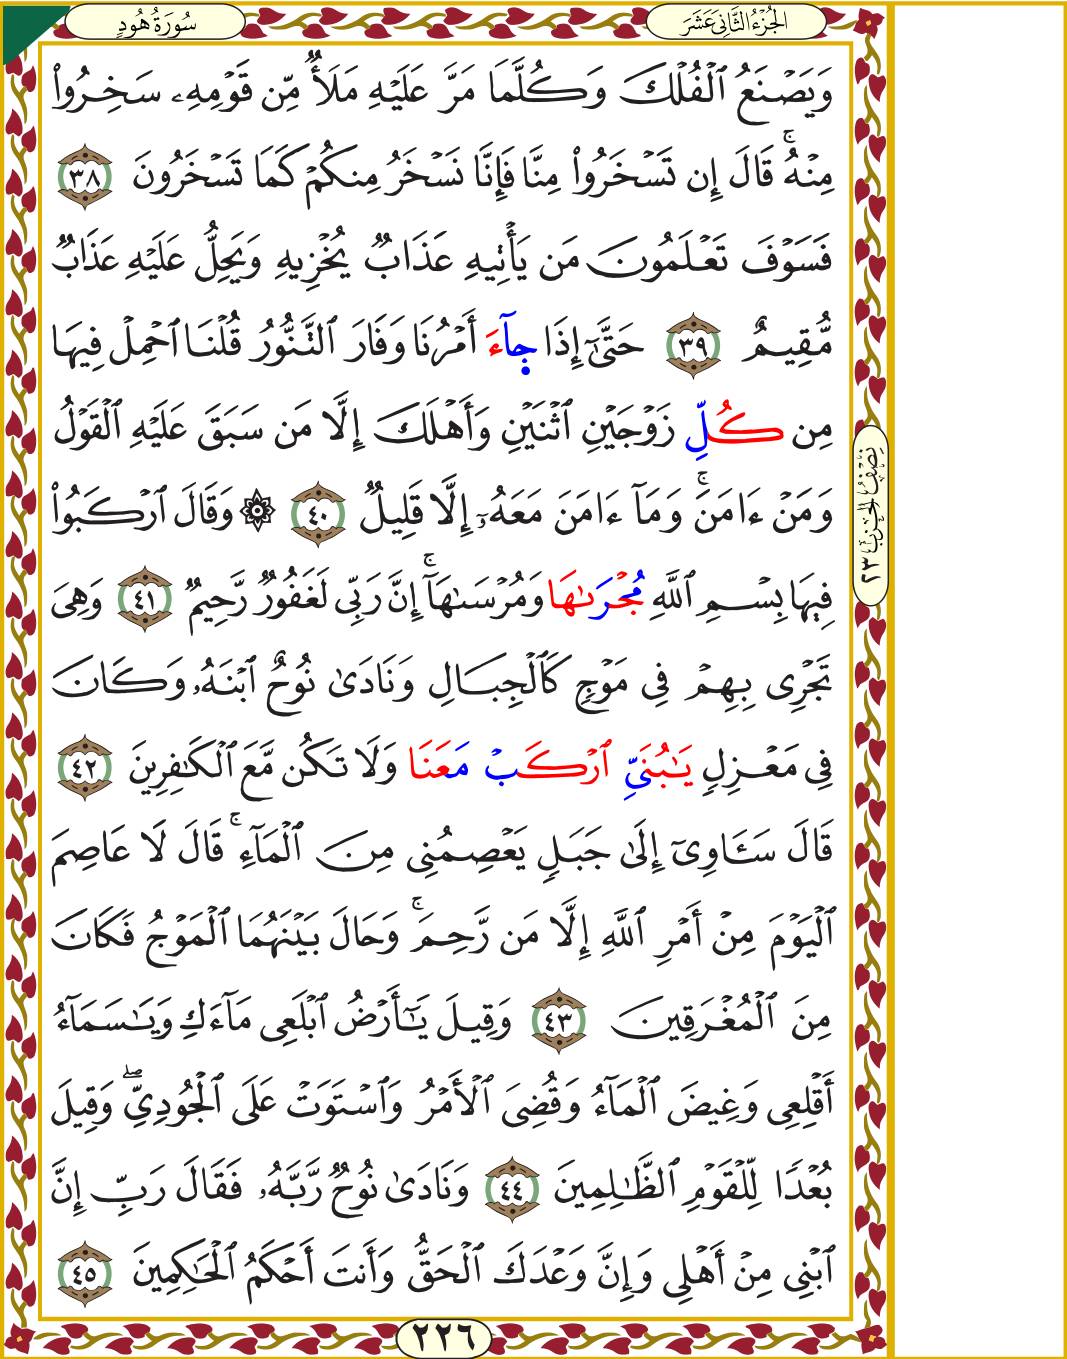 سُورَةُ هُودٍ
الجُزْءُ الثَّانِي عَشَرَ
وَيَصْنَعُ ٱلْفُلْكَ وَكُلَّمَا مَرَّ عَلَيْهِ مَلَأٌ مِّن قَوْمِهِۦ سَخِرُوا۟
مِنْهُۚ قَالَ إِن تَسْخَرُوا۟ مِنَّا فَإِنَّا نَسْخَرُ مِنكُمْ كَمَا تَسْخَرُونَ ٣٨
فَسَوْفَ تَعْلَمُونَ مَن يَأْتِيهِ عَذَابٌ يُخْزِيهِ وَيَحِلُّ عَلَيْهِ عَذَابٌ
مُّقِيمٌ ٣٩ حَتَّىٰٓ إِذَا جَآءَ أَمْرُنَا وَفَارَ ٱلتَّنُّورُ قُلْنَا ٱحْمِلْ فِيهَا
مِن كُلِّ زَوْجَيْنِ ٱثْنَيْنِ وَأَهْلَكَ إِلَّا مَن سَبَقَ عَلَيْهِ ٱلْقَوْلُ
وَمَنْ ءَامَنَۚ وَمَآ ءَامَنَ مَعَهُۥٓ إِلَّا قَلِيلٌ ٤٠ ۞ وَقَالَ ٱرْكَبُوا۟
فِيهَا بِسْمِ ٱللَّهِ مُجْرَىٰهَا وَمُرْسَىٰهَآۚ إِنَّ رَبِّى لَغَفُورٌ رَّحِيمٌ ٤١ وَهِىَ
تَجْرِى بِهِمْ فِى مَوْجٍ كَٱلْجِبَالِ وَنَادَىٰ نُوحٌ ٱبْنَهُۥ وَكَانَ
فِى مَعْزِلٍ يَٰبُنَىِّ ٱرْكَبْ مَعَنَا وَلَا تَكُن مَّعَ ٱلْكَٰفِرِينَ ٤٢
قَالَ سَـَٔاوِىٓ إِلَىٰ جَبَلٍ يَعْصِمُنِى مِنَ ٱلْمَآءِۚ قَالَ لَا عَاصِمَ
ٱلْيَوْمَ مِنْ أَمْرِ ٱللَّهِ إِلَّا مَن رَّحِمَۚ وَحَالَ بَيْنَهُمَا ٱلْمَوْجُ فَكَانَ
مِنَ ٱلْمُغْرَقِينَ ٤٣ وَقِيلَ يَٰٓأَرْضُ ٱبْلَعِى مَآءَكِ وَيَٰسَمَآءُ
أَقْلِعِى وَغِيضَ ٱلْمَآءُ وَقُضِىَ ٱلْأَمْرُ وَٱسْتَوَتْ عَلَى ٱلْجُودِىِّۖ وَقِيلَ
بُعْدًا لِّلْقَوْمِ ٱلظَّٰلِمِينَ ٤٤ وَنَادَىٰ نُوحٌ رَّبَّهُۥ فَقَالَ رَبِّ إِنَّ
ٱبْنِى مِنْ أَهْلِى وَإِنَّ وَعْدَكَ ٱلْحَقُّ وَأَنتَ أَحْكَمُ ٱلْحَٰكِمِينَ ٤٥
نِصْفُ الحِزْبِ ٢٣
٢٢٦